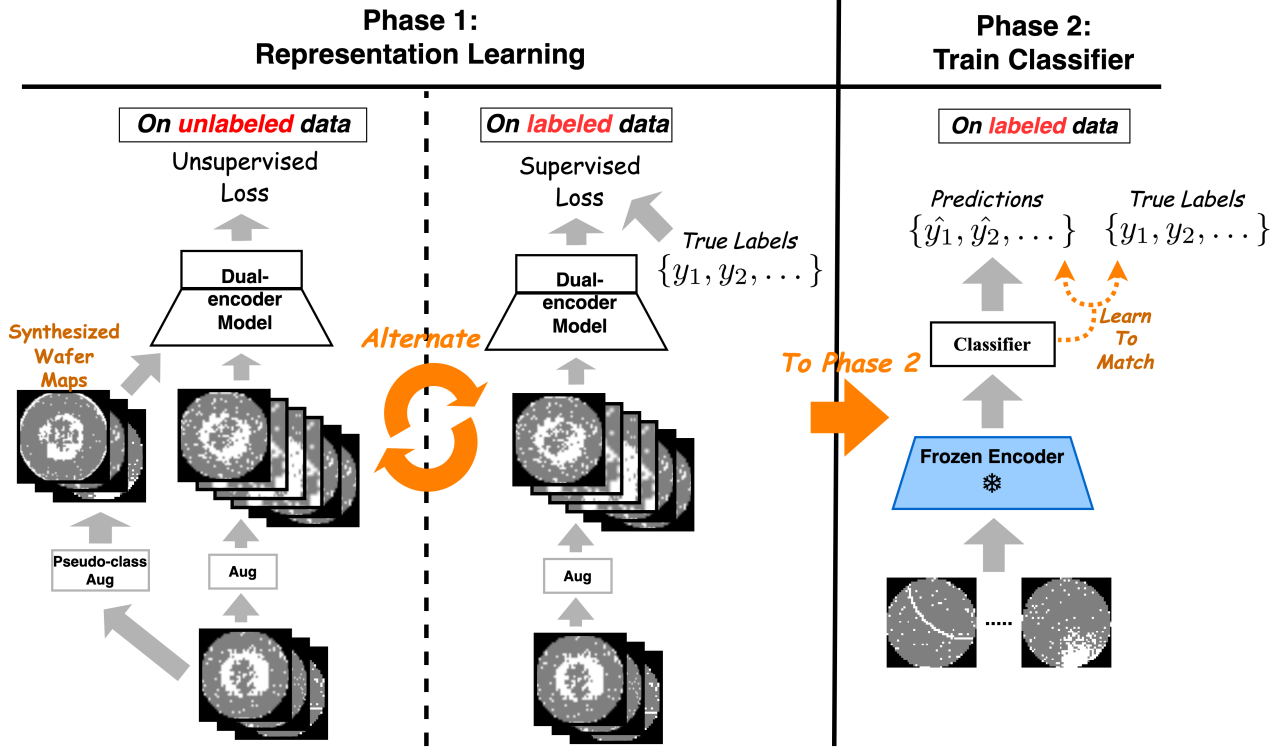 Phase 1:
Representation Learning
Phase 2:
Train Classifier
On unlabeled data
Unsupervised
Loss
Dual-
encoder
Model
Synthesized
Wafer
Maps
Pseudo-class
Aug
Aug
Alternate
On labeled data
Supervised
Loss
True Labels
{y₁, y₂, . . . }
Dual-
encoder
Model
Aug
To Phase 2
On labeled data
Predictions
{ŷ₁, ŷ₂, . . . }
True Labels
{y₁, y₂, . . . }
Classifier
Learn
To
Match
Frozen Encoder
.....